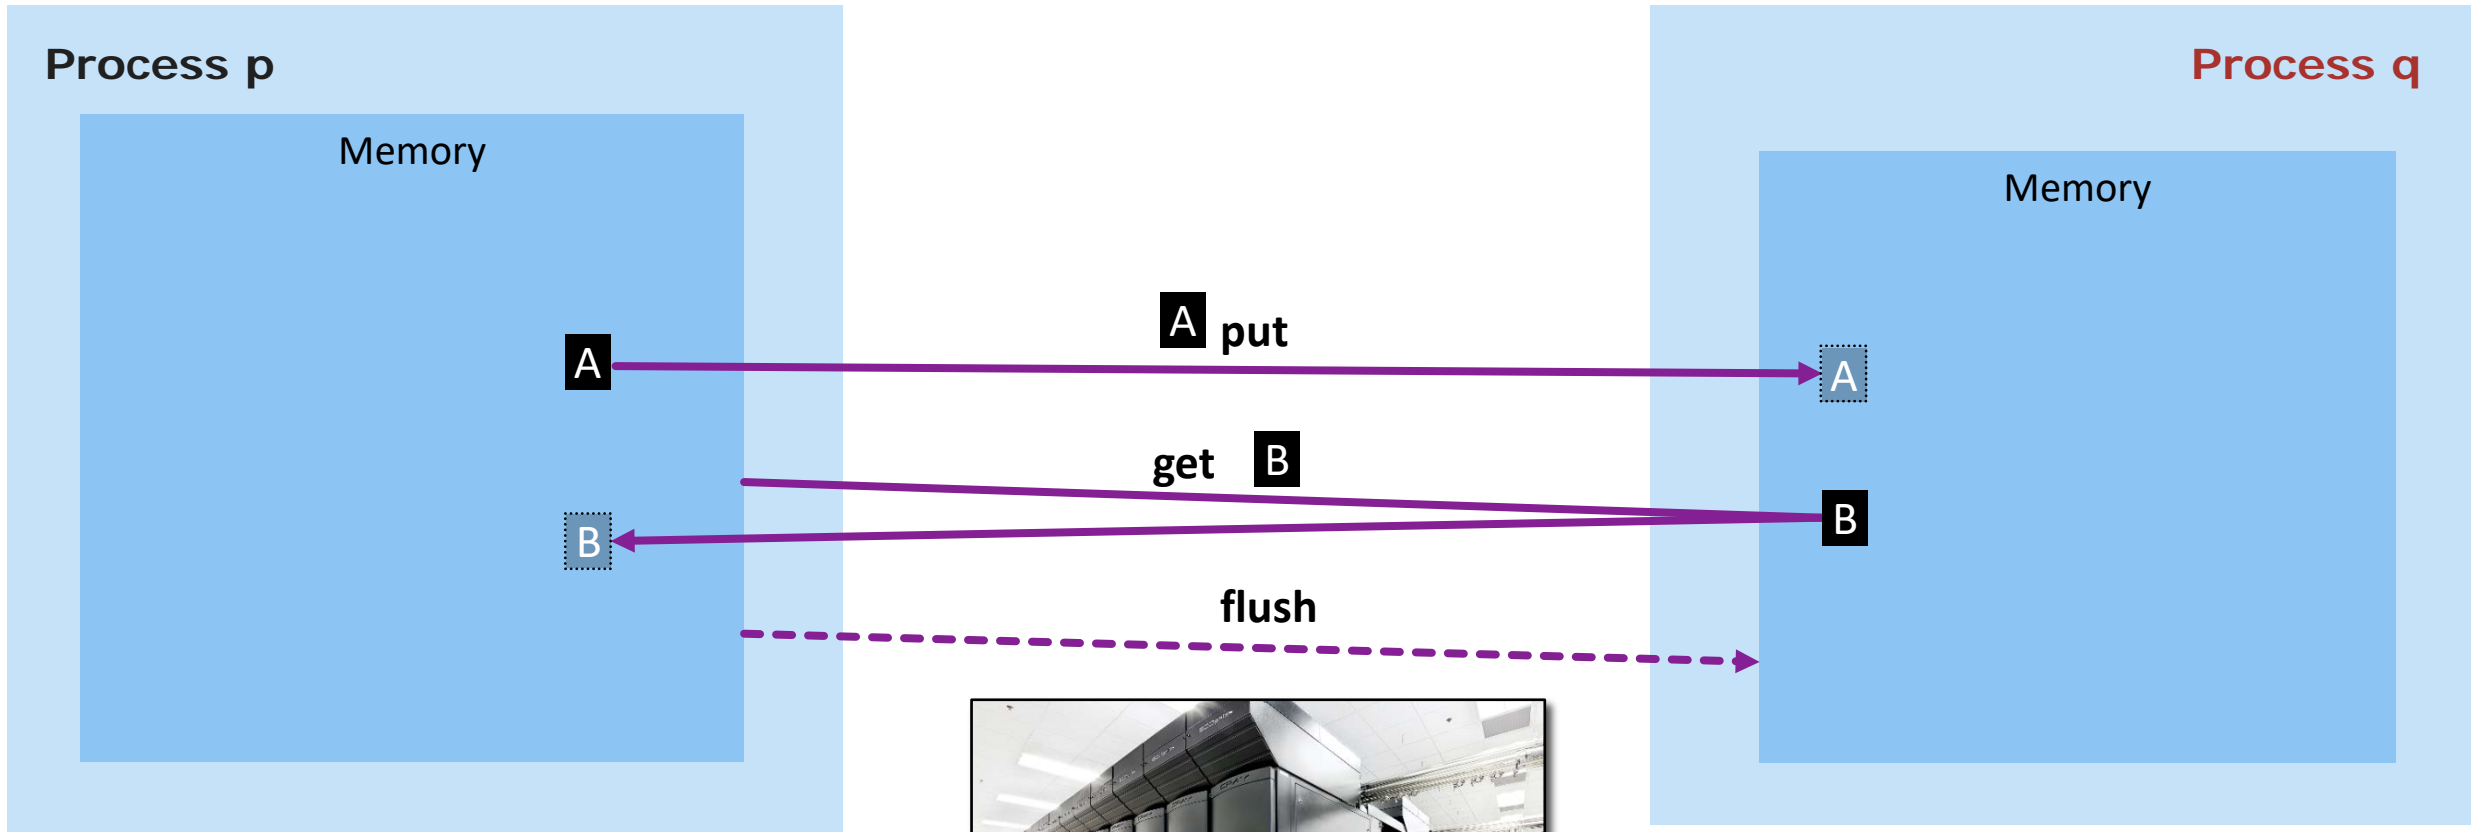 Process p
Process q
Memory
Memory
A put
A
A
get B
B
B
flush